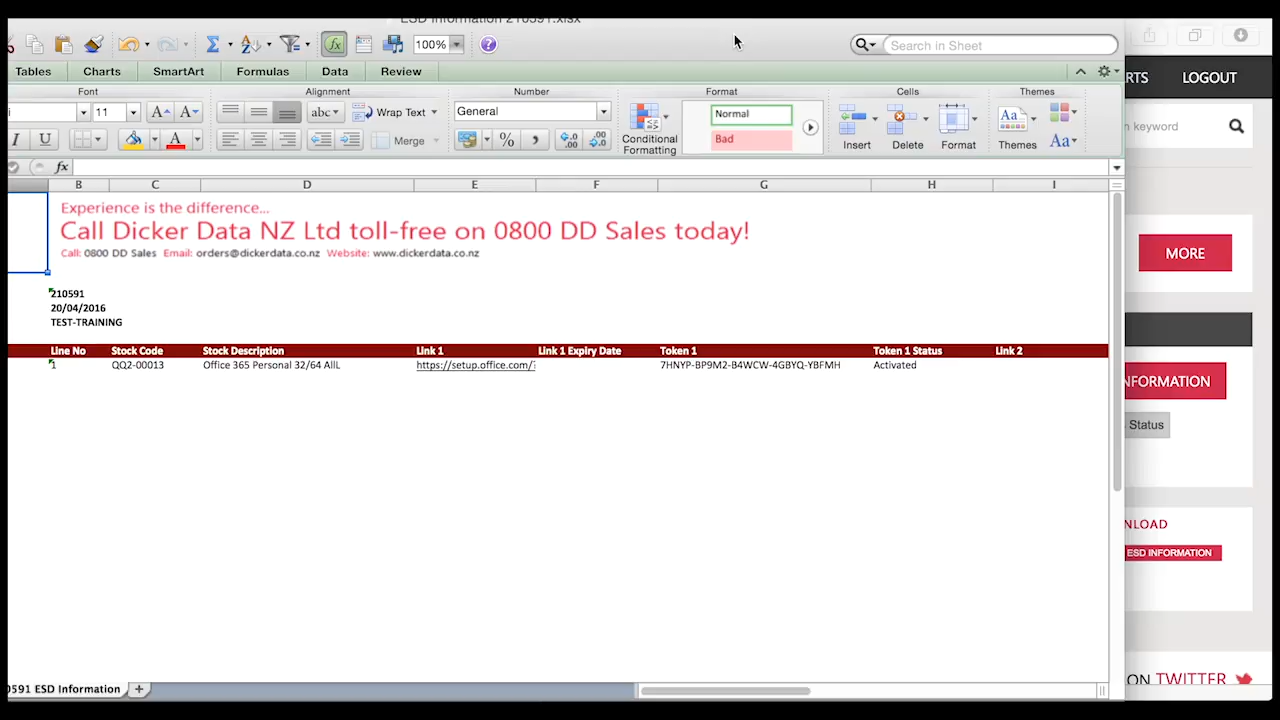 ESD Information 210591.xlsx
100%
Search in Sheet
Tables Charts SmartArt Formulas Data Review
Font Alignment Number Format Cells Themes
11 A A abc Wrap Text General Normal
I U A Merge % Conditional Formatting Bad Insert Delete Format Themes Aa
fx
B C D E F G H I
Experience is the difference...
Call Dicker Data NZ Ltd toll-free on 0800 DD Sales today!
Call: 0800 DD Sales Email: orders@dickerdata.co.nz Website: www.dickerdata.co.nz
210591
20/04/2016
TEST-TRAINING
Line No Stock Code Stock Description Link 1 Link 1 Expiry Date Token 1 Token 1 Status Link 2
1 QQ2-00013 Office 365 Personal 32/64 AllL https://setup.office.com/ 7HNYP-BP9M2-B4WCW-4GBYQ-YBFMH Activated
0591 ESD Information
RTS LOGOUT
n keyword
MORE
NFORMATION
Status
NLOAD
ESD INFORMATION
ON TWITTER